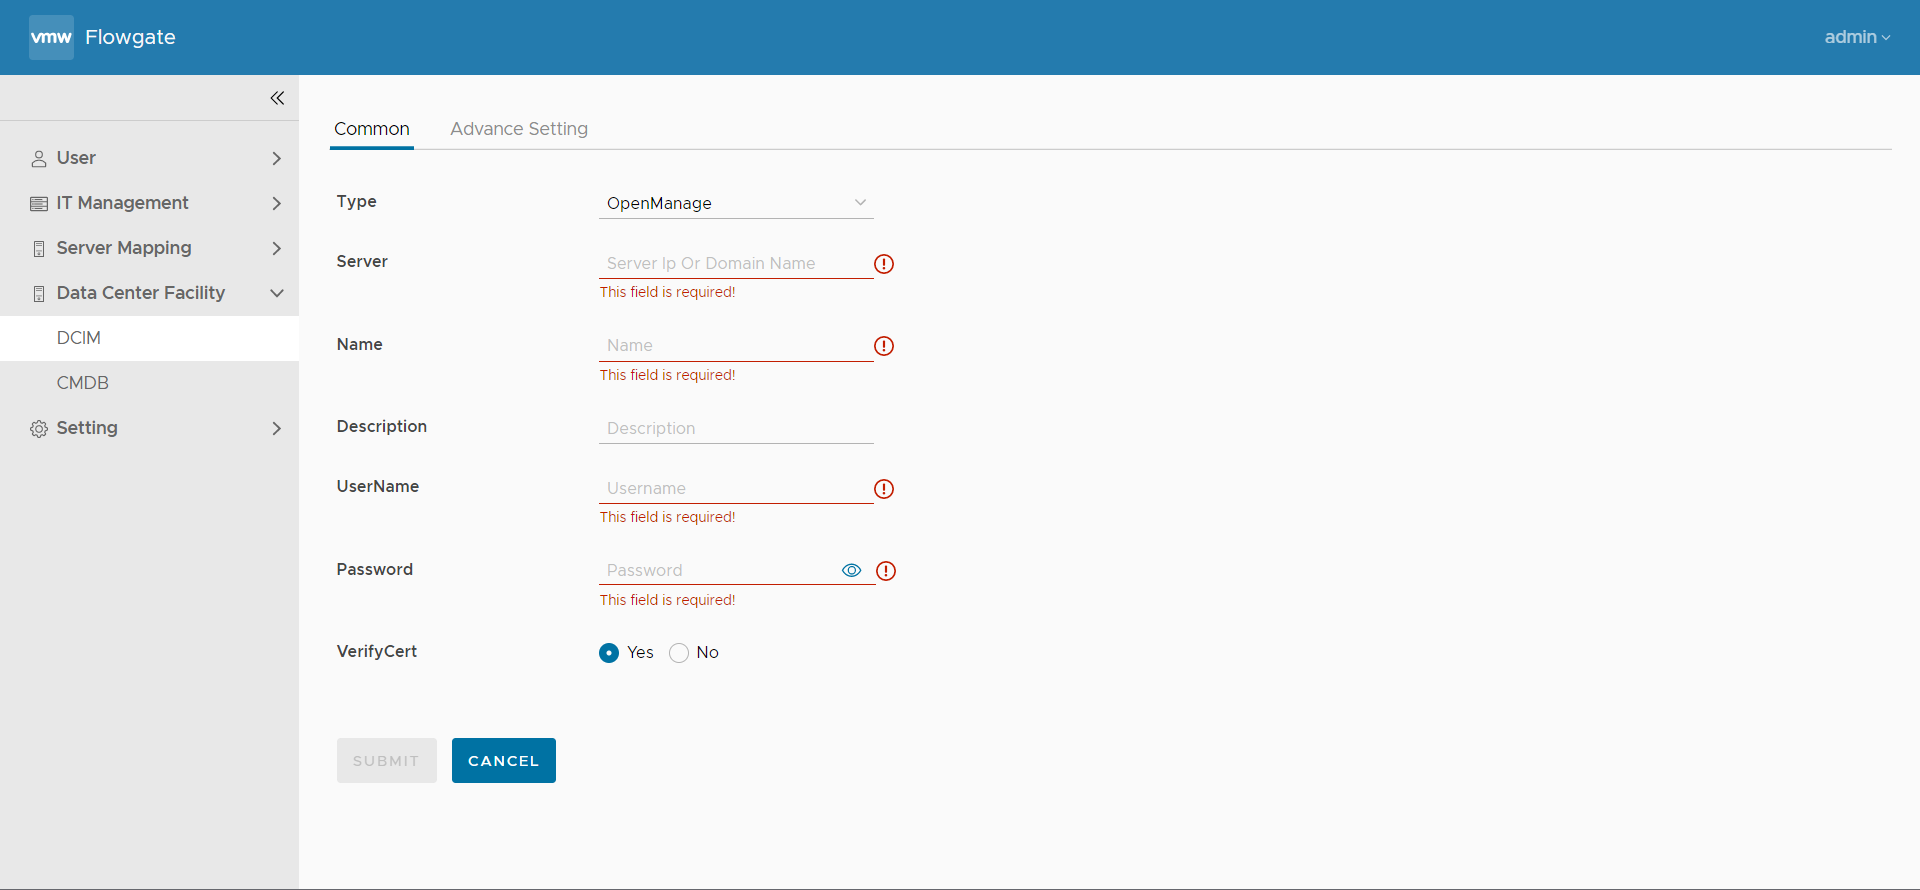 vmw Flowgate
admin
User
IT Management
Server Mapping
Data Center Facility
DCIM
CMDB
Setting
Common Advance Setting
Type OpenManage
Server Server Ip Or Domain Name
This field is required!
Name Name
This field is required!
Description Description
UserName Username
This field is required!
Password Password
This field is required!
VerifyCert Yes No
SUBMIT CANCEL